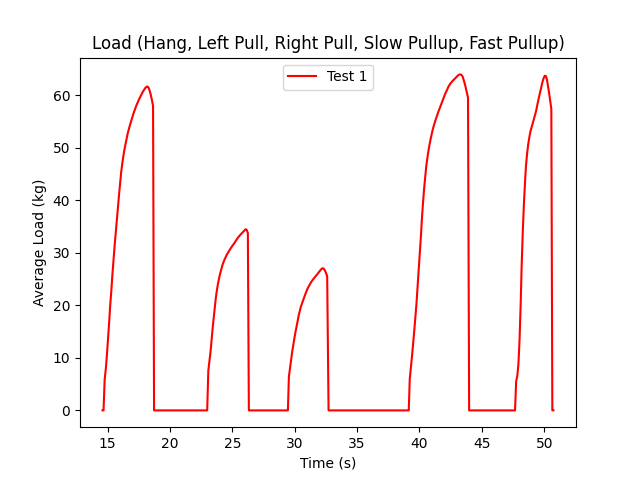 Load (Hang, Left Pull, Right Pull, Slow Pullup, Fast Pullup)
Test 1
Average Load (kg)
60
50
40
30
20
10
0
15 20 25 30 35 40 45 50
Time (s)